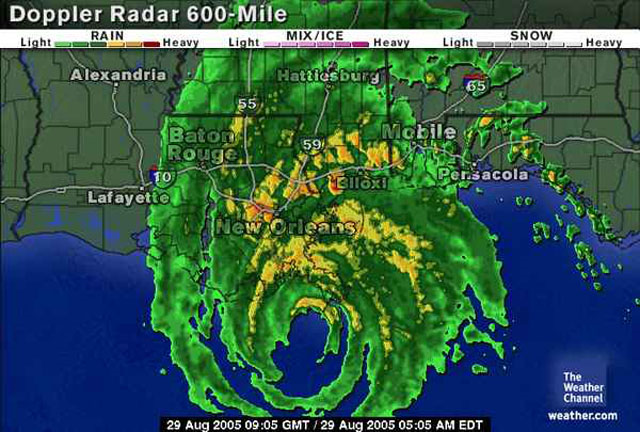 Doppler Radar 600-Mile
RAIN MIX/ICE SNOW
Light Heavy Light Heavy Light Heavy
Alexandria
Hattiesburg
65
55
Baton
Rouge
59
Mobile
10
Biloxi
Pensacola
Lafayette
New Orleans
The
Weather
Channel
weather.com
29 Aug 2005 09:05 GMT / 29 Aug 2005 05:05 AM EDT